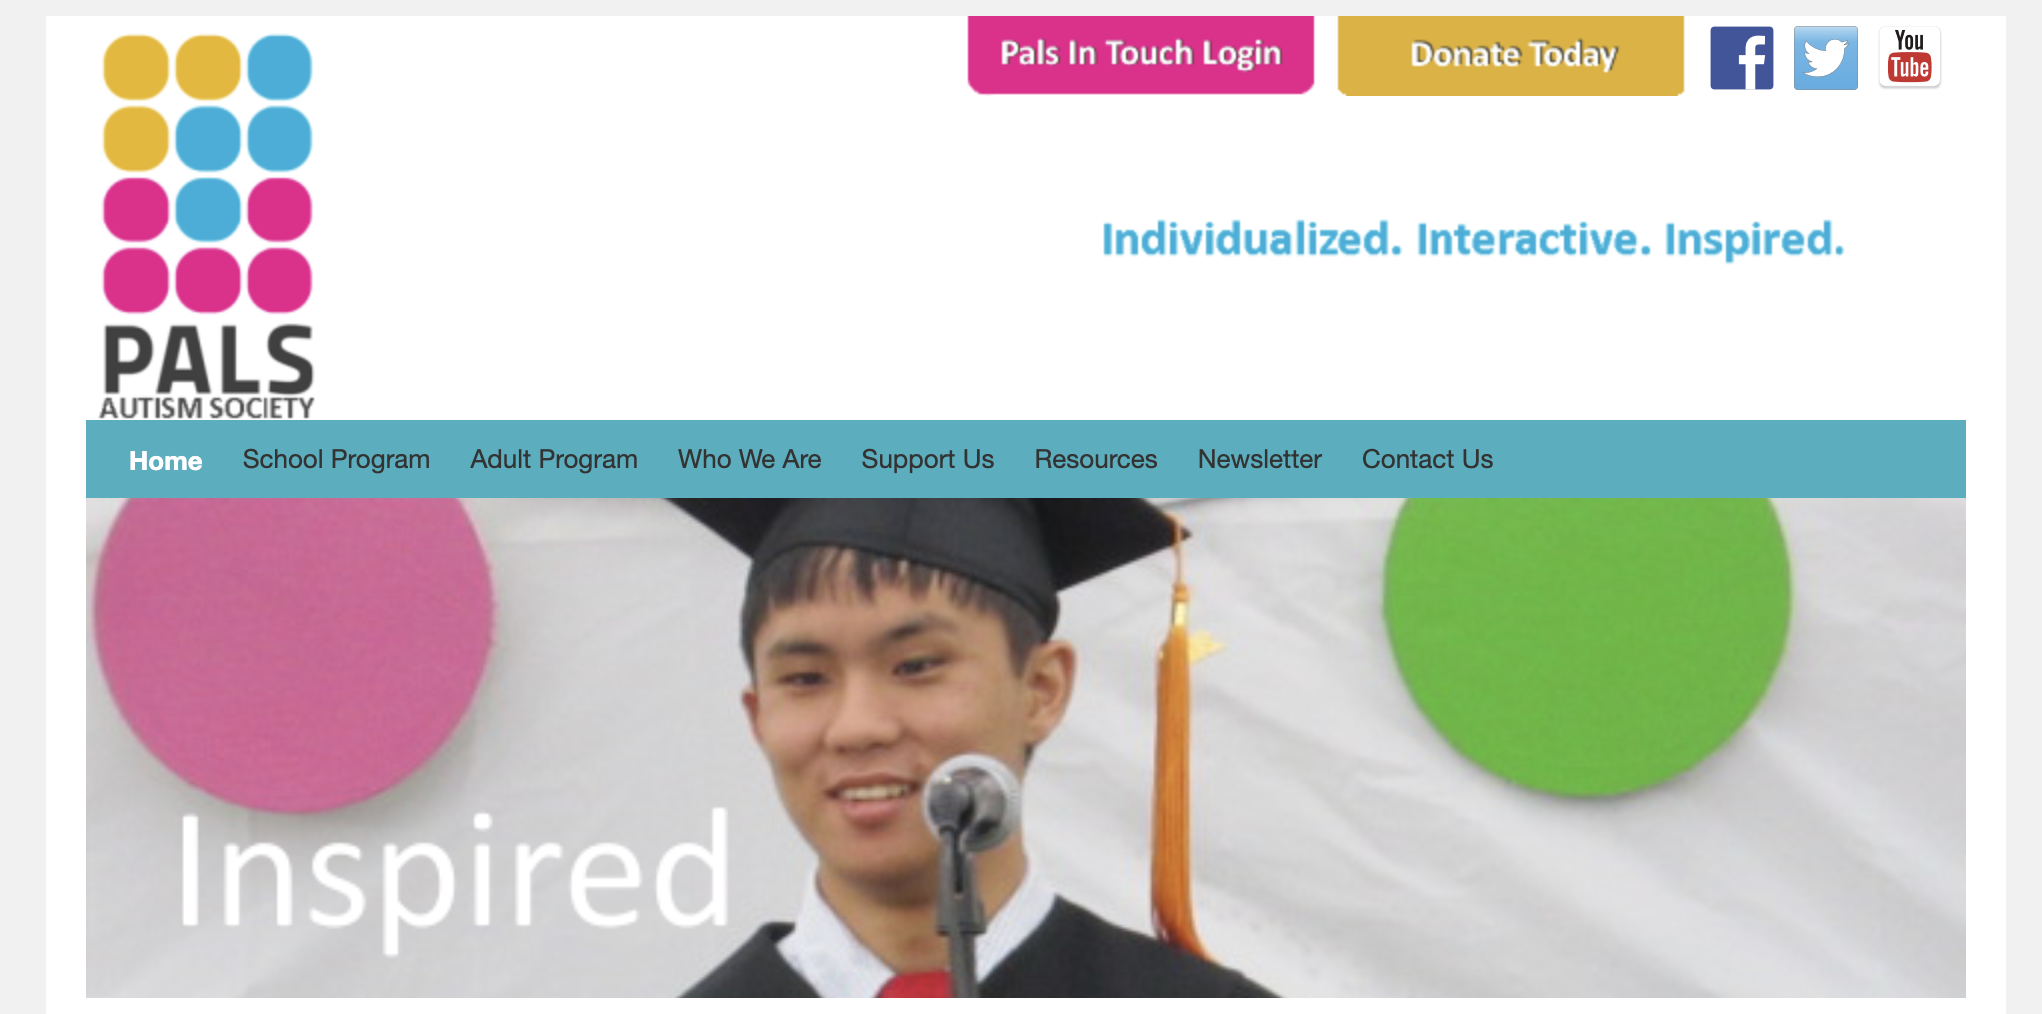 Pals In Touch Login
Donate Today
You
Tube
PALS
AUTISM SOCIETY
Individualized. Interactive. Inspired.
Home School Program Adult Program Who We Are Support Us Resources Newsletter Contact Us
Inspired